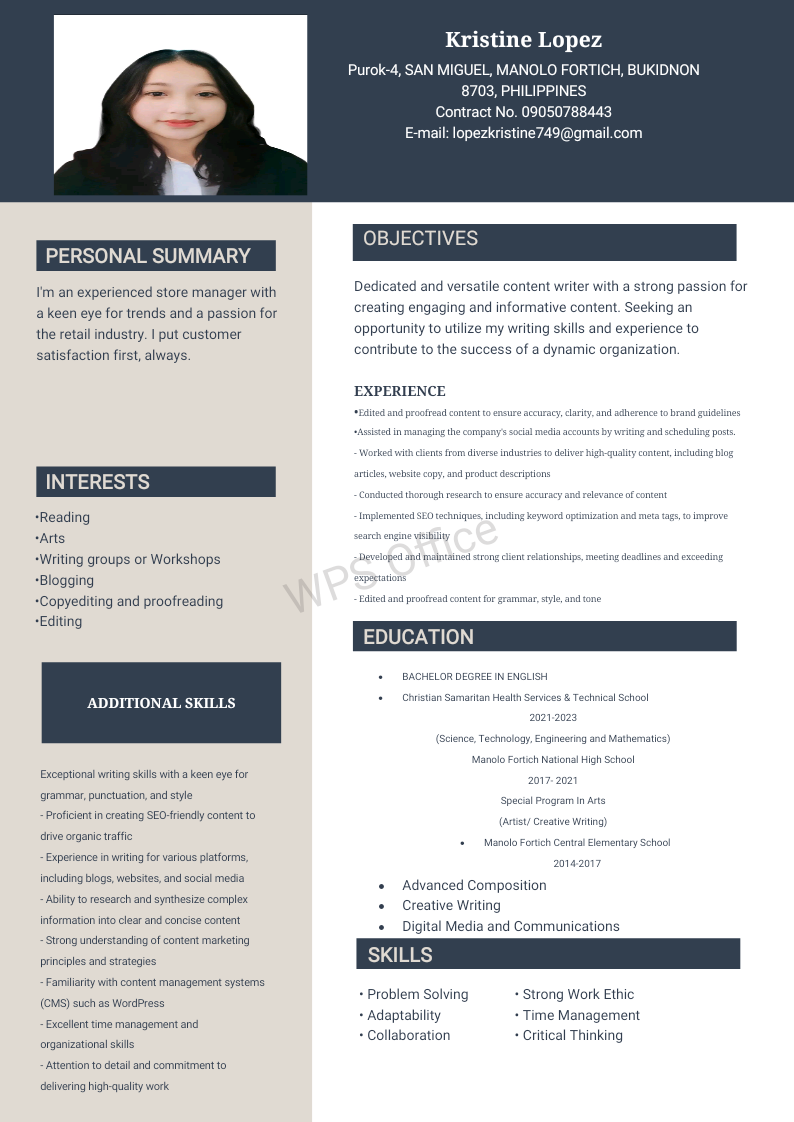 Kristine Lopez
Purok-4, SAN MIGUEL, MANOLO FORTICH, BUKIDNON
8703, PHILIPPINES
Contract No. 09050788443
E-mail: lopezkristine749@gmail.com
PERSONAL SUMMARY
I'm an experienced store manager with
a keen eye for trends and a passion for
the retail industry. I put customer
satisfaction first, always.
INTERESTS
•Reading
•Arts
•Writing groups or Workshops
•Blogging
•Copyediting and proofreading
•Editing
ADDITIONAL SKILLS
Exceptional writing skills with a keen eye for
grammar, punctuation, and style
- Proficient in creating SEO-friendly content to
drive organic traffic
- Experience in writing for various platforms,
including blogs, websites, and social media
- Ability to research and synthesize complex
information into clear and concise content
- Strong understanding of content marketing
principles and strategies
- Familiarity with content management systems
(CMS) such as WordPress
- Excellent time management and
organizational skills
- Attention to detail and commitment to
delivering high-quality work
OBJECTIVES
Dedicated and versatile content writer with a strong passion for
creating engaging and informative content. Seeking an
opportunity to utilize my writing skills and experience to
contribute to the success of a dynamic organization.
EXPERIENCE
•Edited and proofread content to ensure accuracy, clarity, and adherence to brand guidelines
•Assisted in managing the company's social media accounts by writing and scheduling posts.
- Worked with clients from diverse industries to deliver high-quality content, including blog
articles, website copy, and product descriptions
- Conducted thorough research to ensure accuracy and relevance of content
- Implemented SEO techniques, including keyword optimization and meta tags, to improve
search engine visibility
- Developed and maintained strong client relationships, meeting deadlines and exceeding
expectations
- Edited and proofread content for grammar, style, and tone
WPS Office
EDUCATION
• BACHELOR DEGREE IN ENGLISH
• Christian Samaritan Health Services & Technical School
2021-2023
(Science, Technology, Engineering and Mathematics)
Manolo Fortich National High School
2017- 2021
Special Program In Arts
(Artist/ Creative Writing)
• Manolo Fortich Central Elementary School
2014-2017
• Advanced Composition
• Creative Writing
• Digital Media and Communications
SKILLS
• Problem Solving • Strong Work Ethic
• Adaptability • Time Management
• Collaboration • Critical Thinking